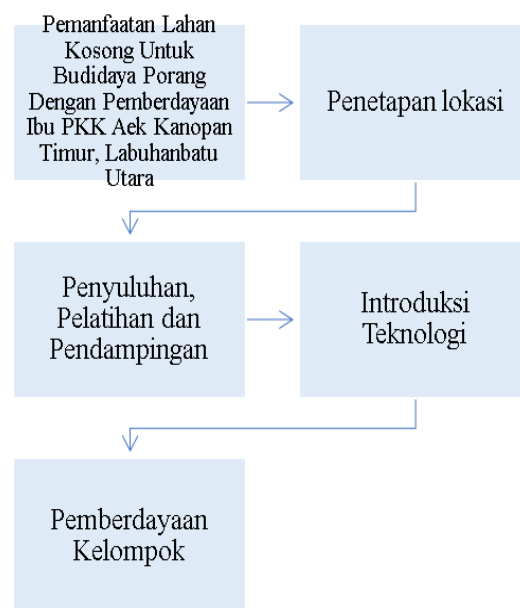 Pemanfaatan Lahan
Kosong Untuk
Budidaya Porang
Dengan Pemberdayaan
Ibu PKK Aek Kanopan
Timur, Labuhanbatu
Utara
Penetapan lokasi
Penyuluhan,
Pelatihan dan
Pendampingan
Introduksi
Teknologi
Pemberdayaan
Kelompok